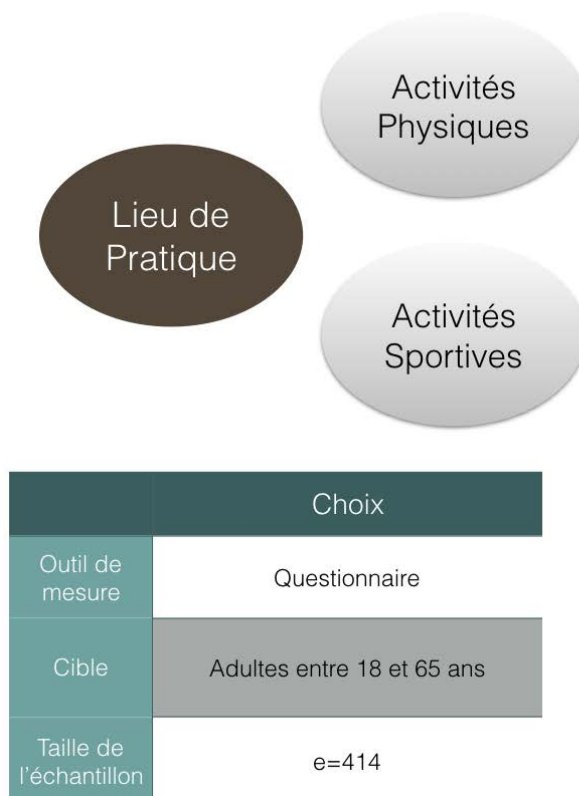 Activités
Physiques
Lieu de
Pratique
Activités
Sportives
Choix
Outil de
mesure
Questionnaire
Cible
Adultes entre 18 et 65 ans
Taille de
l'échantillon
e=414